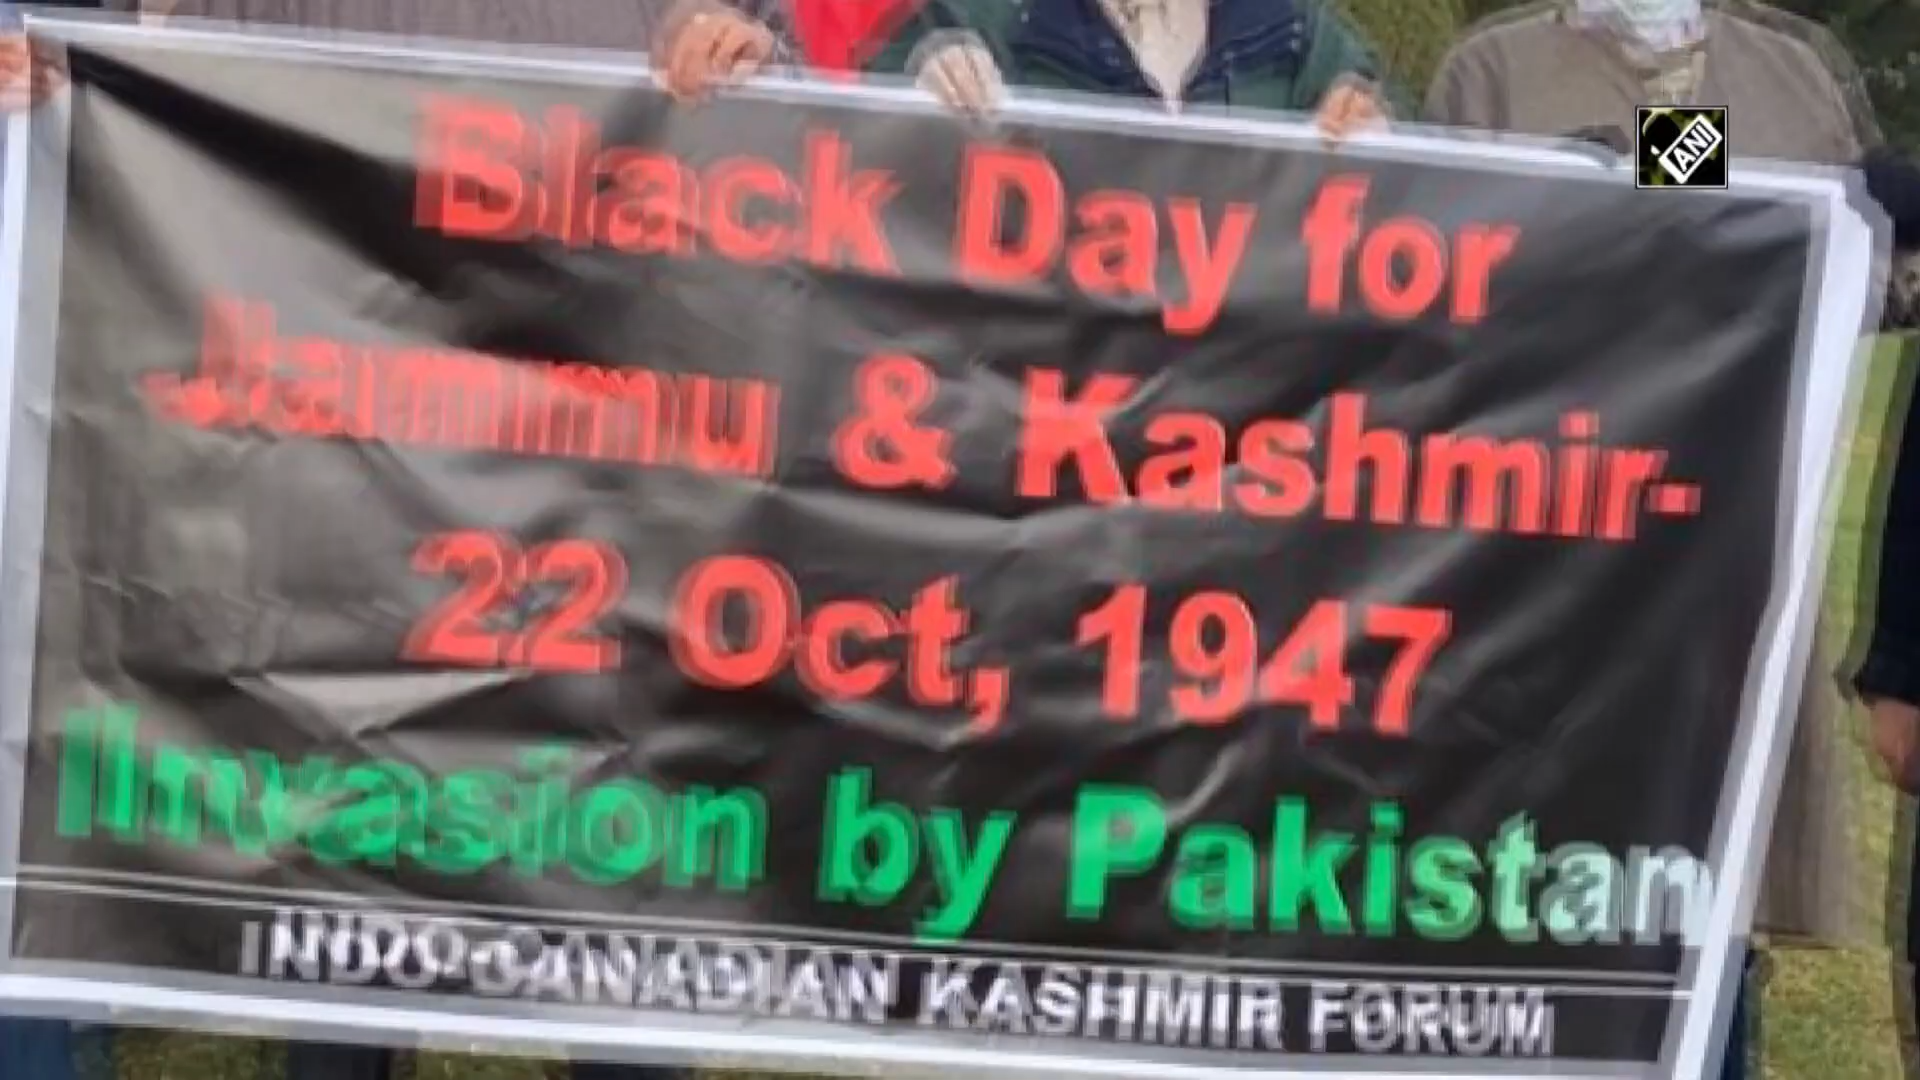 ANI
Black Day for
Jammu & Kashmir-
22 Oct, 1947
Invasion by Pakistan
INDO-CANADIAN KASHMIR FORUM